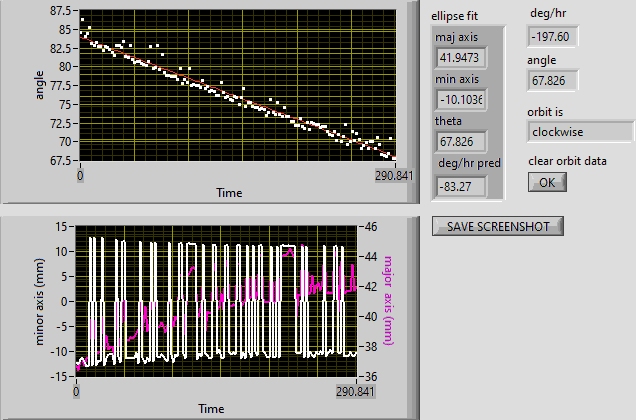 87.5
85
82.5
80
77.5
75
72.5
70
67.5
angle
0
290.841
Time
ellipse fit
maj axis
41.9473
min axis
-10.1036
theta
67.826
deg/hr pred
-83.27
deg/hr
-197.60
angle
67.826
orbit is
clockwise
clear orbit data
OK
SAVE SCREENSHOT
15
10
5
0
-5
-10
-15
minor axis (mm)
46
44
42
40
38
36
major axis (mm)
0
290.841
Time